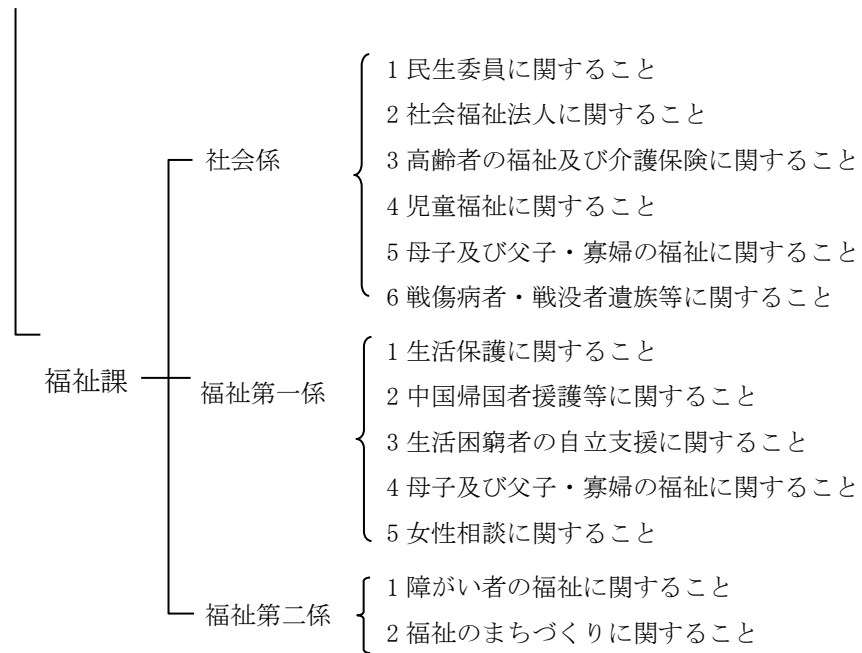 福祉課
社会係
1 民生委員に関すること
2 社会福祉法人に関すること
3 高齢者の福祉及び介護保険に関すること
4 児童福祉に関すること
5 母子及び父子・寡婦の福祉に関すること
6 戦傷病者・戦没者遺族等に関すること
福祉第一係
1 生活保護に関すること
2 中国帰国者援護等に関すること
3 生活困窮者の自立支援に関すること
4 母子及び父子・寡婦の福祉に関すること
5 女性相談に関すること
福祉第二係
1 障がい者の福祉に関すること
2 福祉のまちづくりに関すること